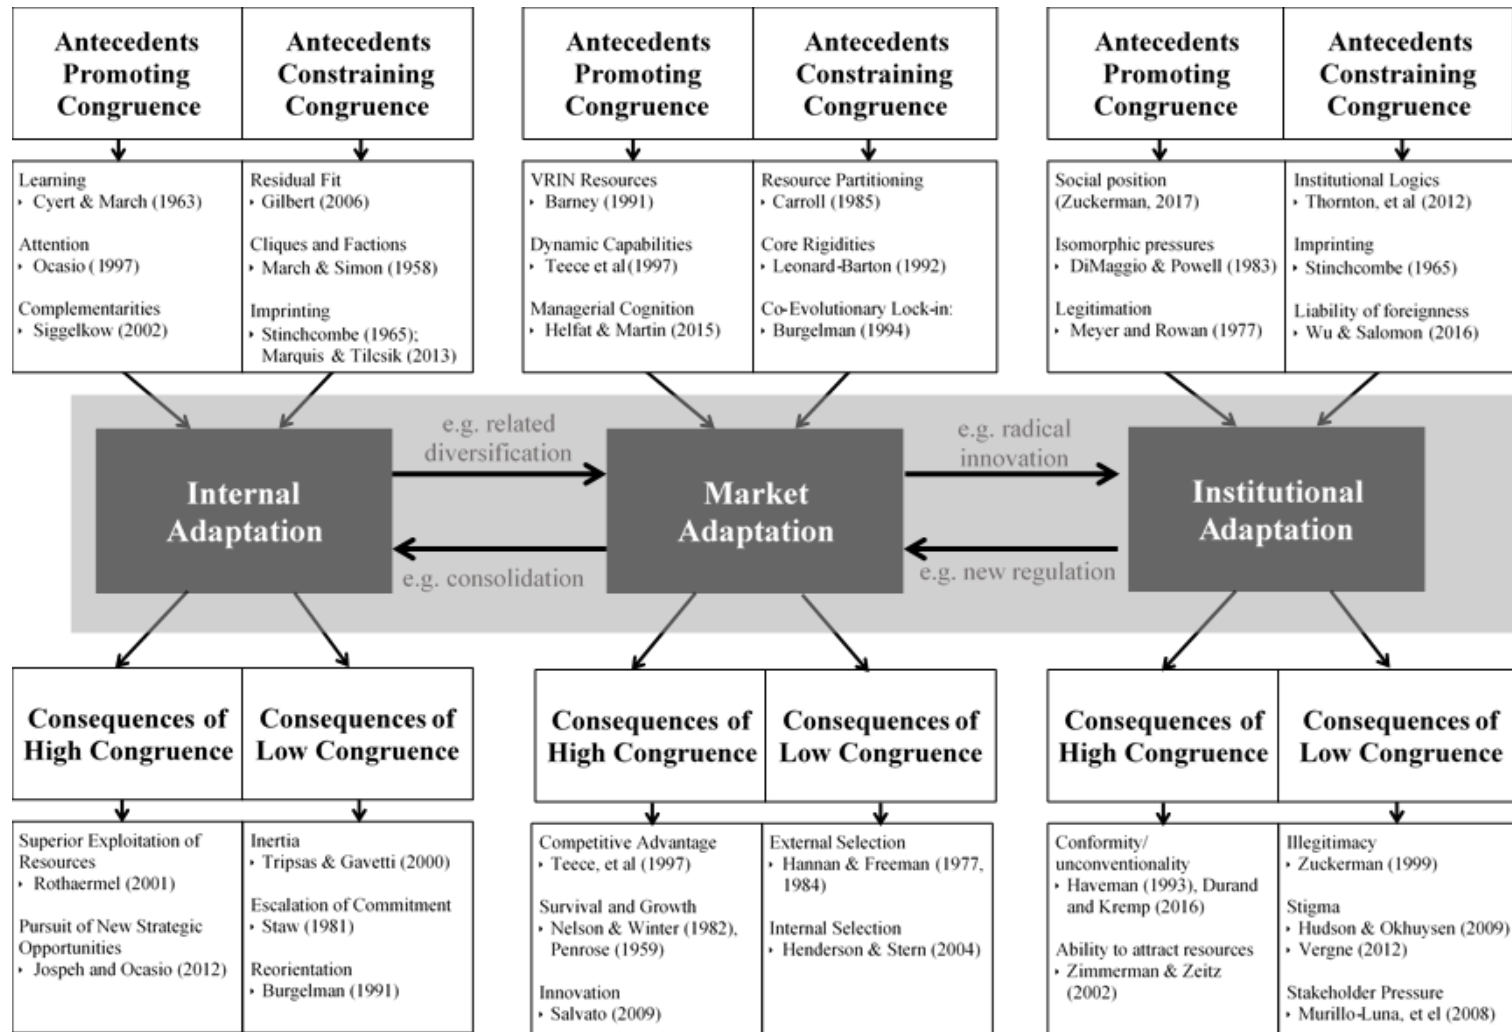 Antecedents
Promoting
Congruence
Antecedents
Constraining
Congruence
Learning
‣ Cyert & March (1963)
Attention
‣ Ocasio (1997)
Complementarities
‣ Siggelkow (2002)
Residual Fit
‣ Gilbert (2006)
Cliques and Factions
‣ March & Simon (1958)
Imprinting
‣ Stinchcombe (1965);
Marquis & Tilcsik (2013)
Antecedents
Promoting
Congruence
Antecedents
Constraining
Congruence
VRIN Resources
‣ Barney (1991)
Dynamic Capabilities
‣ Teece et al (1997)
Managerial Cognition
‣ Helfat & Martin (2015)
Resource Partitioning
‣ Carroll (1985)
Core Rigidities
‣ Leonard-Barton (1992)
Co-Evolutionary Lock-in:
‣ Burgelman (1994)
Antecedents
Promoting
Congruence
Antecedents
Constraining
Congruence
Social position
(Zuckerman, 2017)
Isomorphic pressures
‣ DiMaggio & Powell (1983)
Legitimation
‣ Meyer and Rowan (1977)
Institutional Logics
‣ Thornton, et al (2012)
Imprinting
‣ Stinchcombe (1965)
Liability of foreignness
‣ Wu & Salomon (2016)
Internal
Adaptation
e.g. related
diversification
e.g. consolidation
Market
Adaptation
e.g. radical
innovation
e.g. new regulation
Institutional
Adaptation
Consequences of
High Congruence
Consequences of
Low Congruence
Superior Exploitation of
Resources
‣ Rothaermel (2001)
Pursuit of New Strategic
Opportunities
‣ Jospeh and Ocasio (2012)
Inertia
‣ Tripsas & Gavetti (2000)
Escalation of Commitment
‣ Staw (1981)
Reorientation
‣ Burgelman (1991)
Consequences of
High Congruence
Consequences of
Low Congruence
Competitive Advantage
‣ Teece, et al (1997)
Survival and Growth
‣ Nelson & Winter (1982),
Penrose (1959)
Innovation
‣ Salvato (2009)
External Selection
‣ Hannan & Freeman (1977,
1984)
Internal Selection
‣ Henderson & Stern (2004)
Consequences of
High Congruence
Consequences of
Low Congruence
Conformity/
unconventionality
‣ Haveman (1993), Durand
and Kremp (2016)
Ability to attract resources
‣ Zimmerman & Zeitz
(2002)
Illegitimacy
‣ Zuckerman (1999)
Stigma
‣ Hudson & Okhuysen (2009)
‣ Vergne (2012)
Stakeholder Pressure
‣ Murillo-Luna, et el (2008)